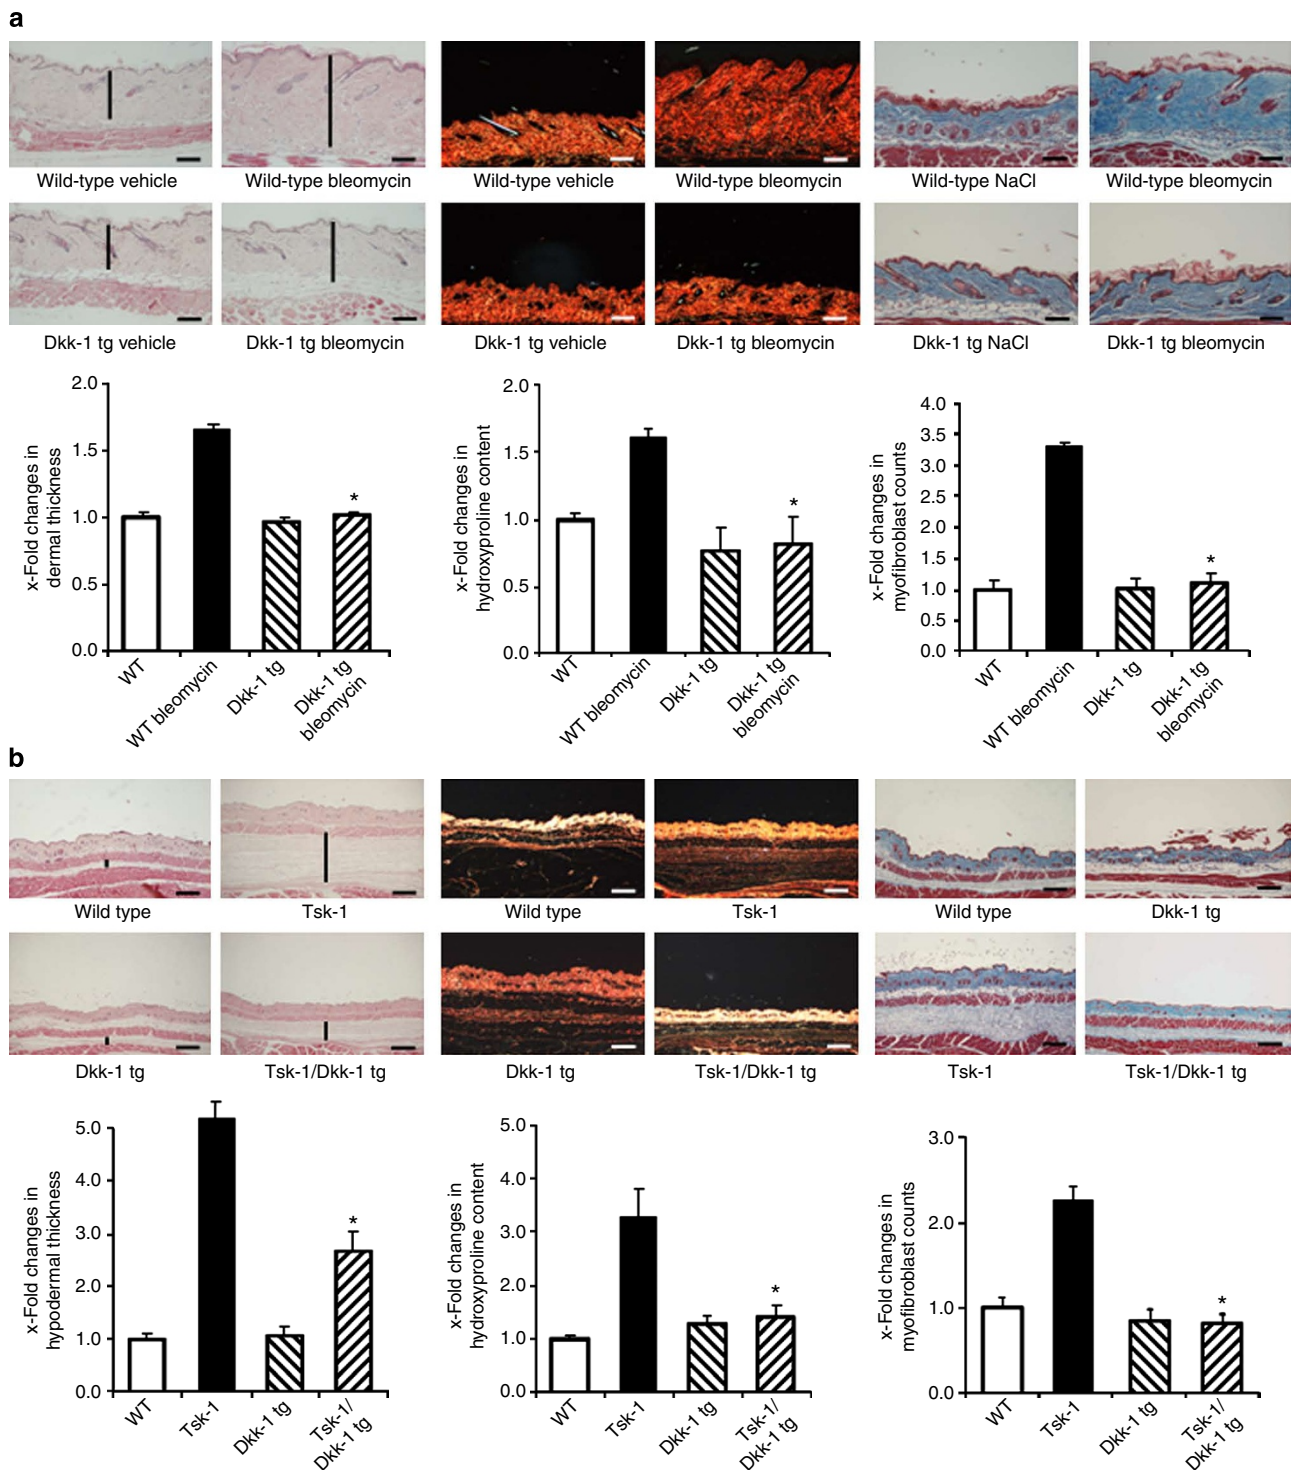 a
Wild-type vehicle
Wild-type bleomycin
Wild-type vehicle
Wild-type bleomycin
Wild-type NaCl
Wild-type bleomycin
Dkk-1 tg vehicle
Dkk-1 tg bleomycin
Dkk-1 tg vehicle
Dkk-1 tg bleomycin
Dkk-1 tg NaCl
Dkk-1 tg bleomycin
x-Fold changes in
dermal thickness
2.0
1.5
1.0
0.5
0.0
*
WT
WT bleomycin
Dkk-1 tg
Dkk-1 tg
bleomycin
x-Fold changes in
hydroxyproline content
2.0
1.5
1.0
0.5
0.0
*
WT
WT bleomycin
Dkk-1 tg
Dkk-1 tg
bleomycin
x-Fold changes in
myofibroblast counts
4.0
3.5
3.0
2.5
2.0
1.5
1.0
0.5
0.0
*
WT
WT bleomycin
Dkk-1 tg
Dkk-1 tg
bleomycin
b
Wild type
Tsk-1
Wild type
Tsk-1
Wild type
Dkk-1 tg
Dkk-1 tg
Tsk-1/Dkk-1 tg
Dkk-1 tg
Tsk-1/Dkk-1 tg
Tsk-1
Tsk-1/Dkk-1 tg
x-Fold changes in
hypodermal thickness
5.0
4.0
3.0
2.0
1.0
0.0
*
WT
Tsk-1
Dkk-1 tg
Tsk-1/
Dkk-1 tg
x-Fold changes in
hydroxyproline content
5.0
4.0
3.0
2.0
1.0
0.0
*
WT
Tsk-1
Dkk-1 tg
Tsk-1/
Dkk-1 tg
x-Fold changes in
myofibroblast counts
3.0
2.0
1.0
0.0
*
WT
Tsk-1
Dkk-1 tg
Tsk-1/
Dkk-1 tg